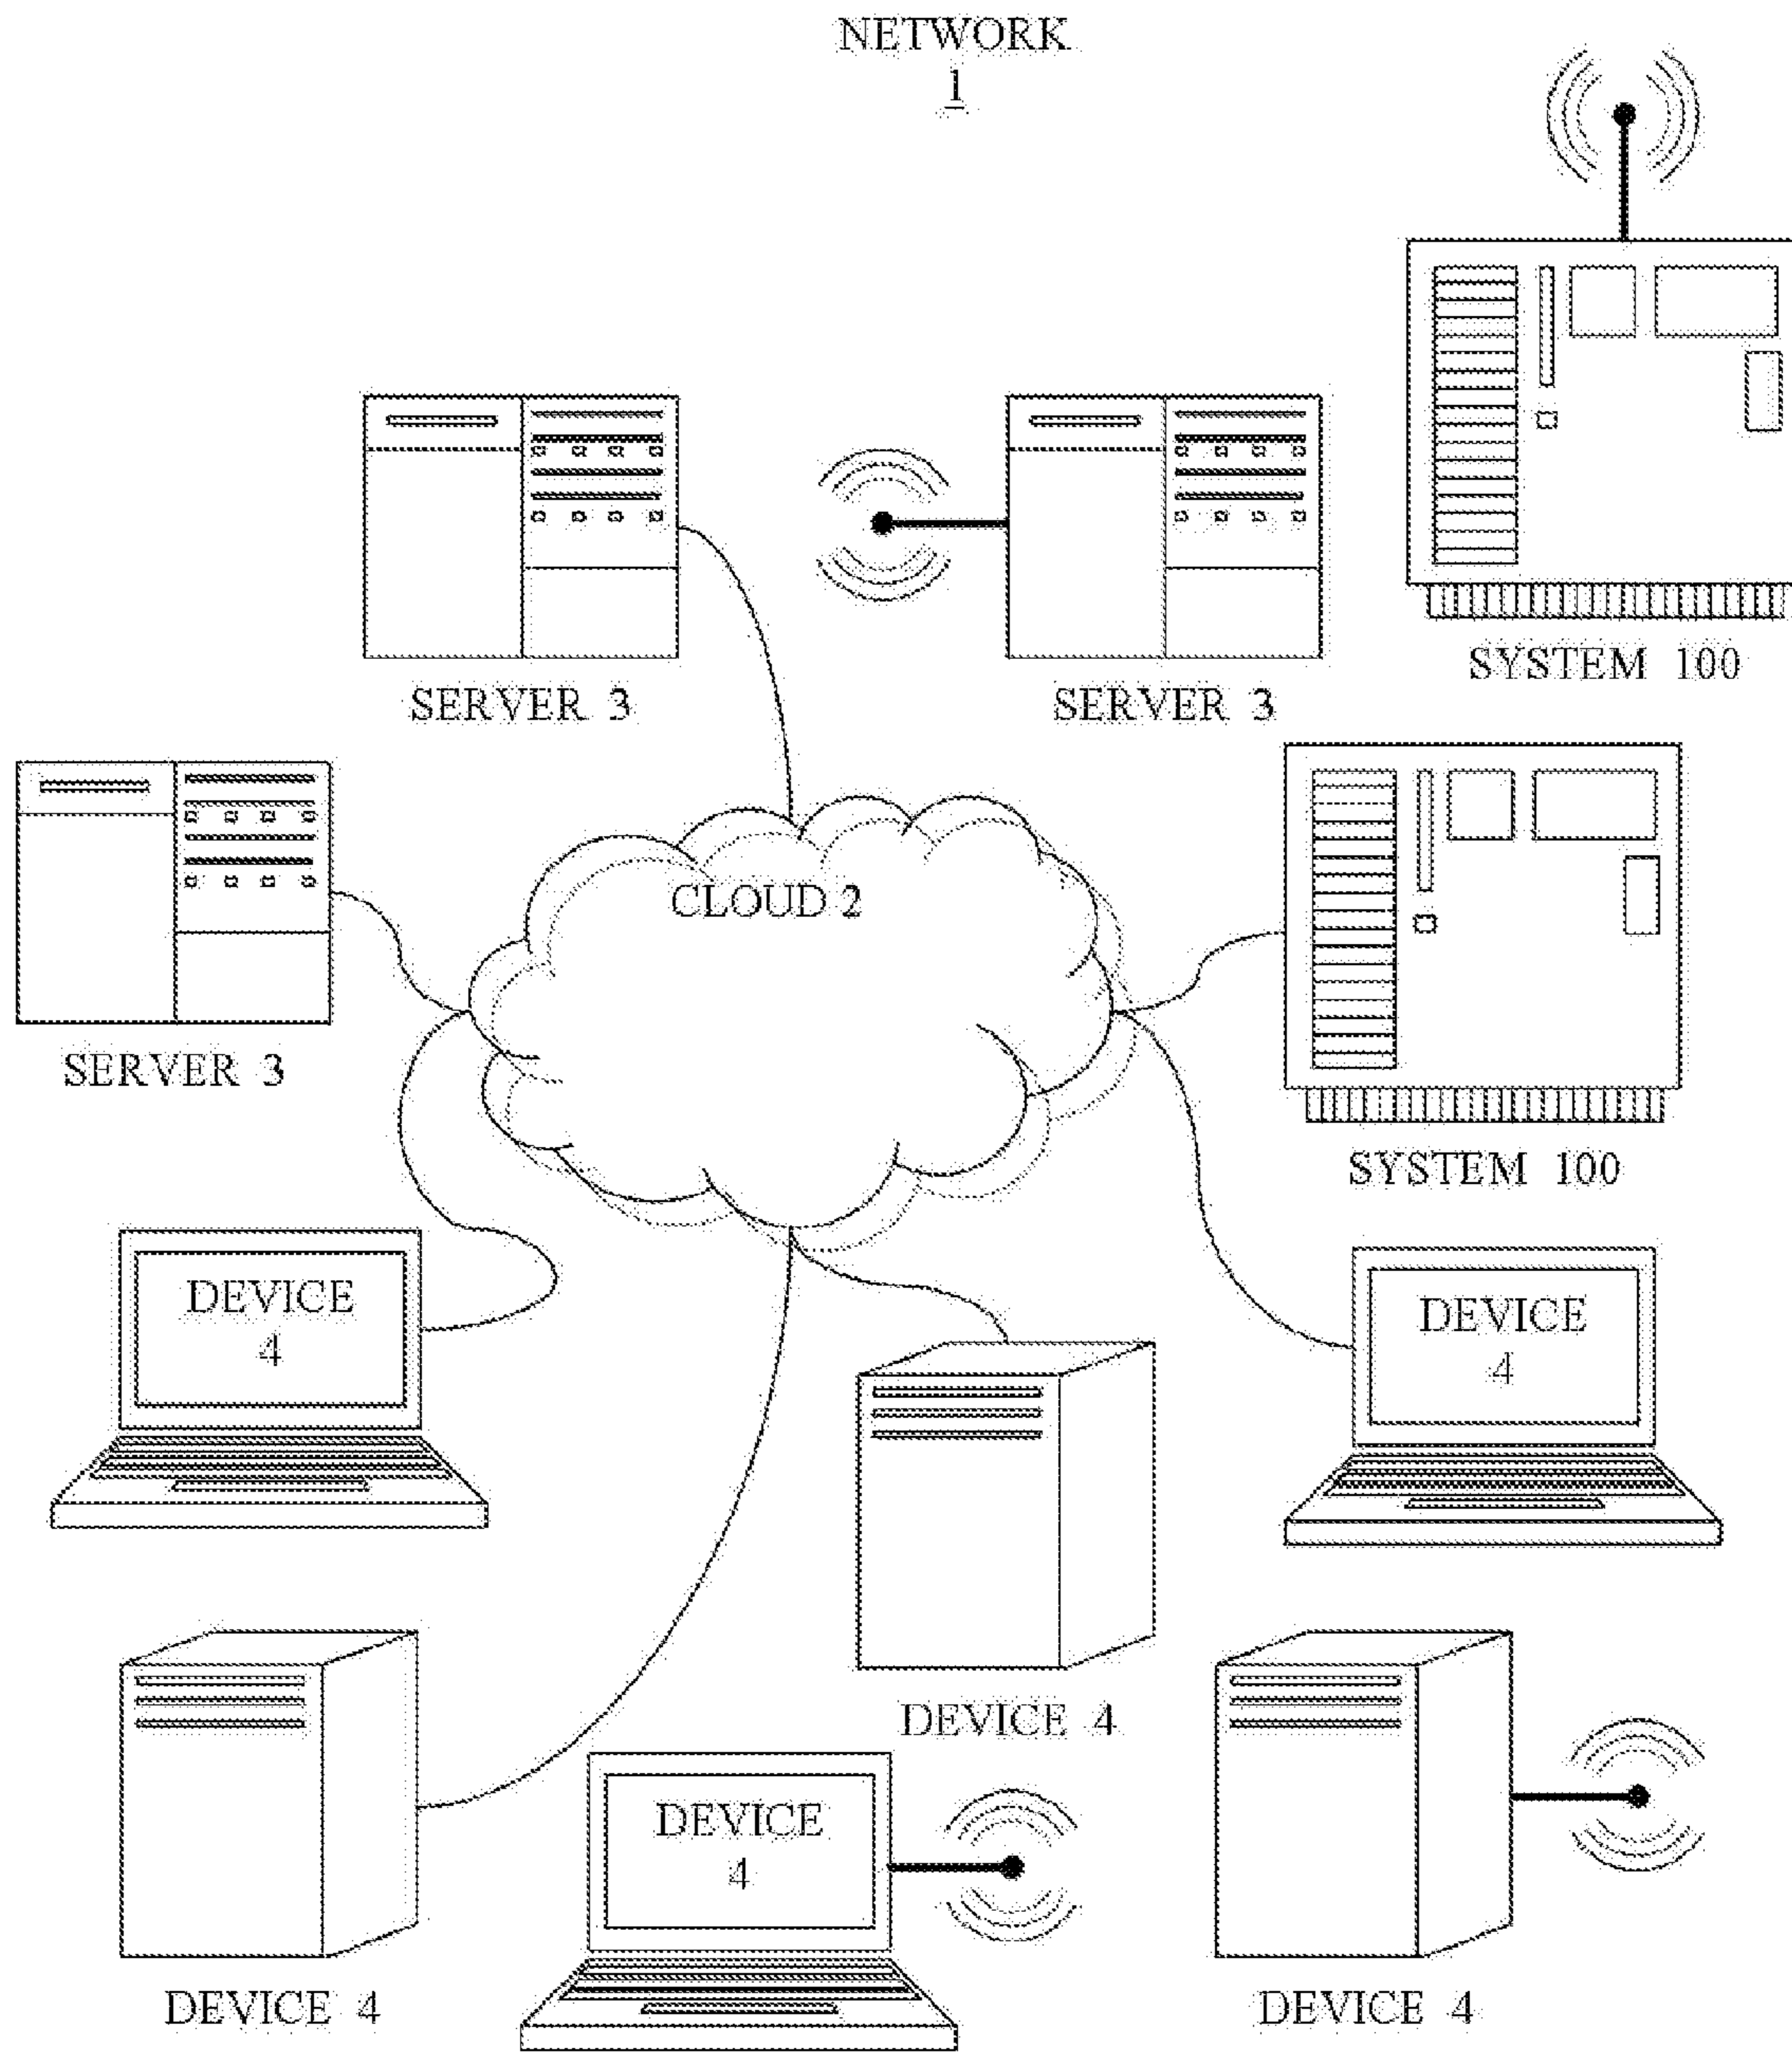 NETWORK
1
SYSTEM 100
SERVER 3
SERVER 3
CLOUD 2
SERVER 3
SYSTEM 100
DEVICE
4
DEVICE
4
DEVICE 4
DEVICE
4
DEVICE 4
DEVICE 4